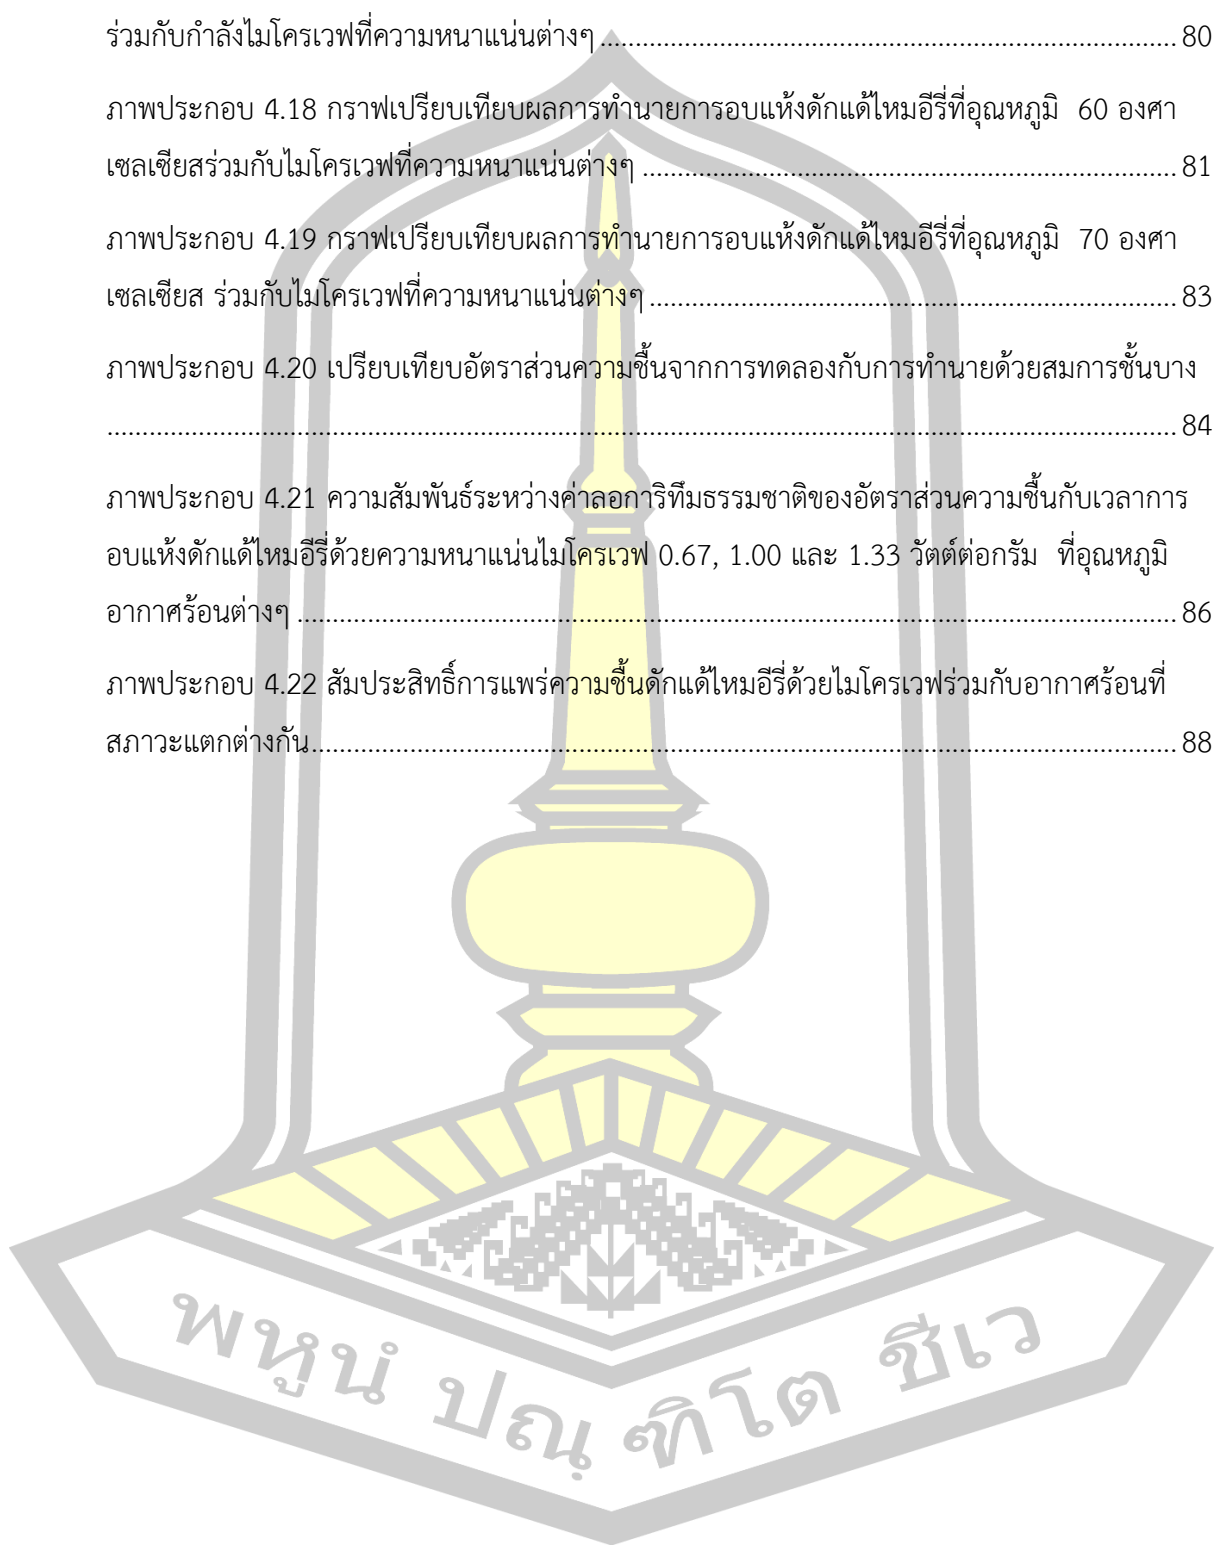 ร่วมกับกำลังไมโครเวฟที่ความหนาแน่นต่างๆ ........................................................................................ 80
ภาพประกอบ 4.18 กราฟเปรียบเทียบผลการทำนายการอบแห้งดักแด้ไหมอีรี่ที่อุณหภูมิ 60 องศา
เซลเซียสร่วมกับไมโครเวฟที่ความหนาแน่นต่างๆ ................................................................................ 81
ภาพประกอบ 4.19 กราฟเปรียบเทียบผลการทำนายการอบแห้งดักแด้ไหมอีรี่ที่อุณหภูมิ 70 องศา
เซลเซียส ร่วมกับไมโครเวฟที่ความหนาแน่นต่างๆ ............................................................................... 83
ภาพประกอบ 4.20 เปรียบเทียบอัตราส่วนความชื้นจากการทดลองกับการทำนายด้วยสมการชั้นบาง
......................................................................................................................................................... 84
ภาพประกอบ 4.21 ความสัมพันธ์ระหว่างค่าลอการิทึมธรรมชาติของอัตราส่วนความชื้นกับเวลาการ
อบแห้งดักแด้ไหมอีรี่ด้วยความหนาแน่นไมโครเวฟ 0.67, 1.00 และ 1.33 วัตต์ต่อกรัม ที่อุณหภูมิ
อากาศร้อนต่างๆ .............................................................................................................................. 86
ภาพประกอบ 4.22 สัมประสิทธิ์การแพร่ความชื้นดักแด้ไหมอีรี่ด้วยไมโครเวฟร่วมกับอากาศร้อนที่
สภาวะแตกต่างกัน............................................................................................................................ 88
พหูนํ ปณฺฑิโต ชีเว